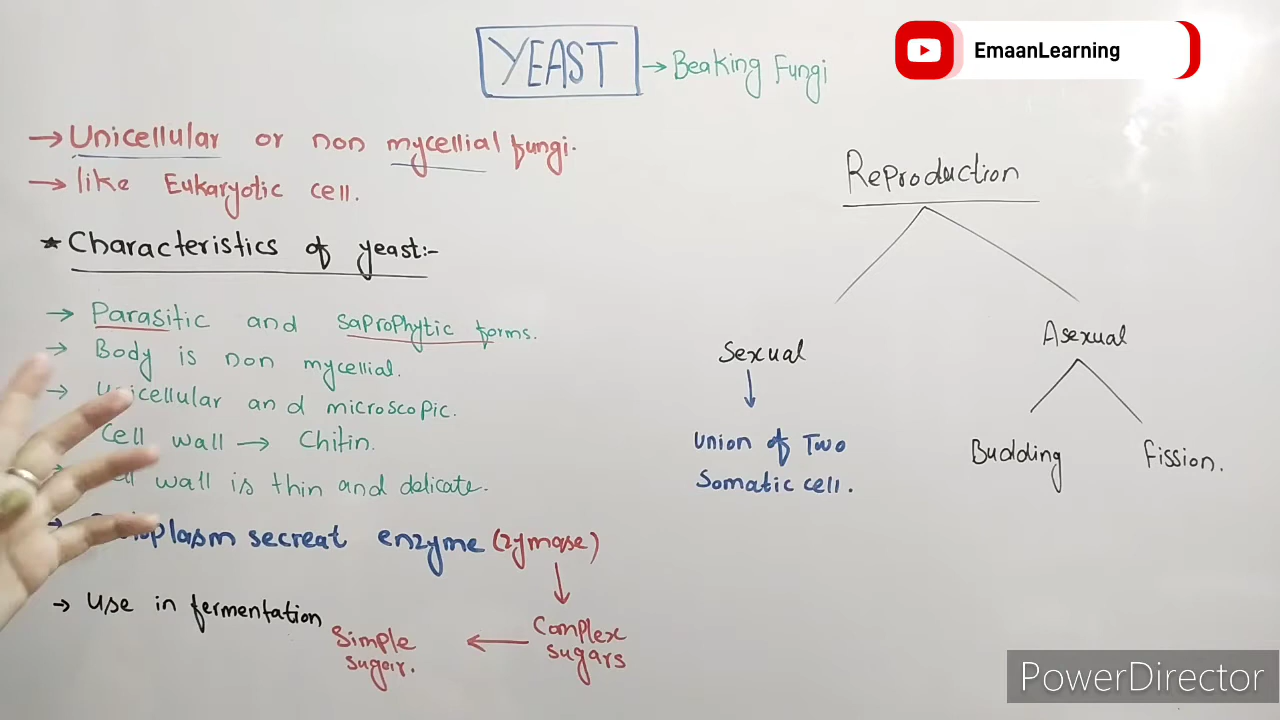 YEAST → Beaking Fungi
EmaanLearning
→ Unicellular or non mycellial fungi.
→ like Eukaryotic cell.
★ Characteristics of yeast:-
→ Parasitic and saprophytic forms.
→ Body is non mycellial.
→ Unicellular and microscopic.
Cell wall → Chitin.
Cell wall is thin and delicate.
secreat enzyme (zymase)
Complex
sugars
→ Use in fermentation
Simple
sugar.
Reproduction
Sexual
Union of Two
Somatic cell.
Asexual
Budding
Fission.
PowerDirector